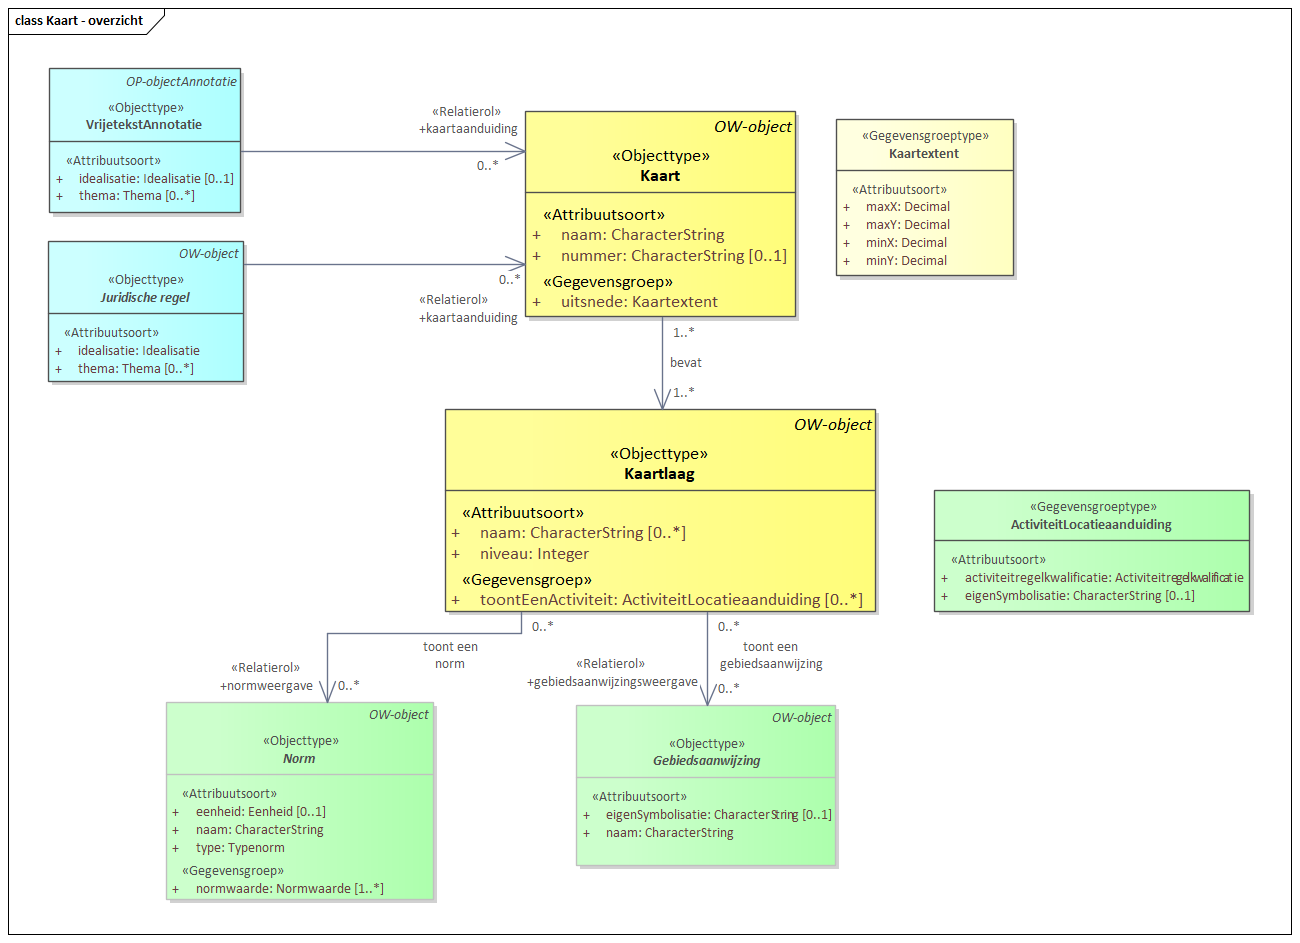 class Kaart - overzicht
OP-objectAnnotatie
«Objecttype»
VrijetekstAnnotatie
«Attribuutsoort»
+ idealisatie: Idealisatie [0..1]
+ thema: Thema [0..*]
«Relatierol»
+kaartaanduiding
0..*
OW-object
«Objecttype»
Juridische regel
«Attribuutsoort»
+ idealisatie: Idealisatie
+ thema: Thema [0..*]
0..*
«Relatierol»
+kaartaanduiding
OW-object
«Objecttype»
Kaart
«Attribuutsoort»
+ naam: CharacterString
+ nummer: CharacterString [0..1]
«Gegevensgroep»
+ uitsnede: Kaartextent
«Gegevensgroeptype»
Kaartextent
«Attribuutsoort»
+ maxX: Decimal
+ maxY: Decimal
+ minX: Decimal
+ minY: Decimal
1..*
bevat
1..*
OW-object
«Objecttype»
Kaartlaag
«Attribuutsoort»
+ naam: CharacterString [0..*]
+ niveau: Integer
«Gegevensgroep»
+ toontEenActiviteit: ActiviteitLocatieaanduiding [0..*]
«Gegevensgroeptype»
ActiviteitLocatieaanduiding
«Attribuutsoort»
+ activiteitregelkwalificatie: Activiteitregelkwalificatie
+ eigenSymbolisatie: CharacterString [0..1]
0..*
toont een
norm
«Relatierol»
+normweergave
0..*
0..*
toont een
gebiedsaanwijzing
«Relatierol»
+gebiedsaanwijzingsweergave
0..*
OW-object
«Objecttype»
Norm
«Attribuutsoort»
+ eenheid: Eenheid [0..1]
+ naam: CharacterString
+ type: Typenorm
«Gegevensgroep»
+ normwaarde: Normwaarde [1..*]
OW-object
«Objecttype»
Gebiedsaanwijzing
«Attribuutsoort»
+ eigenSymbolisatie: CharacterString [0..1]
+ naam: CharacterString